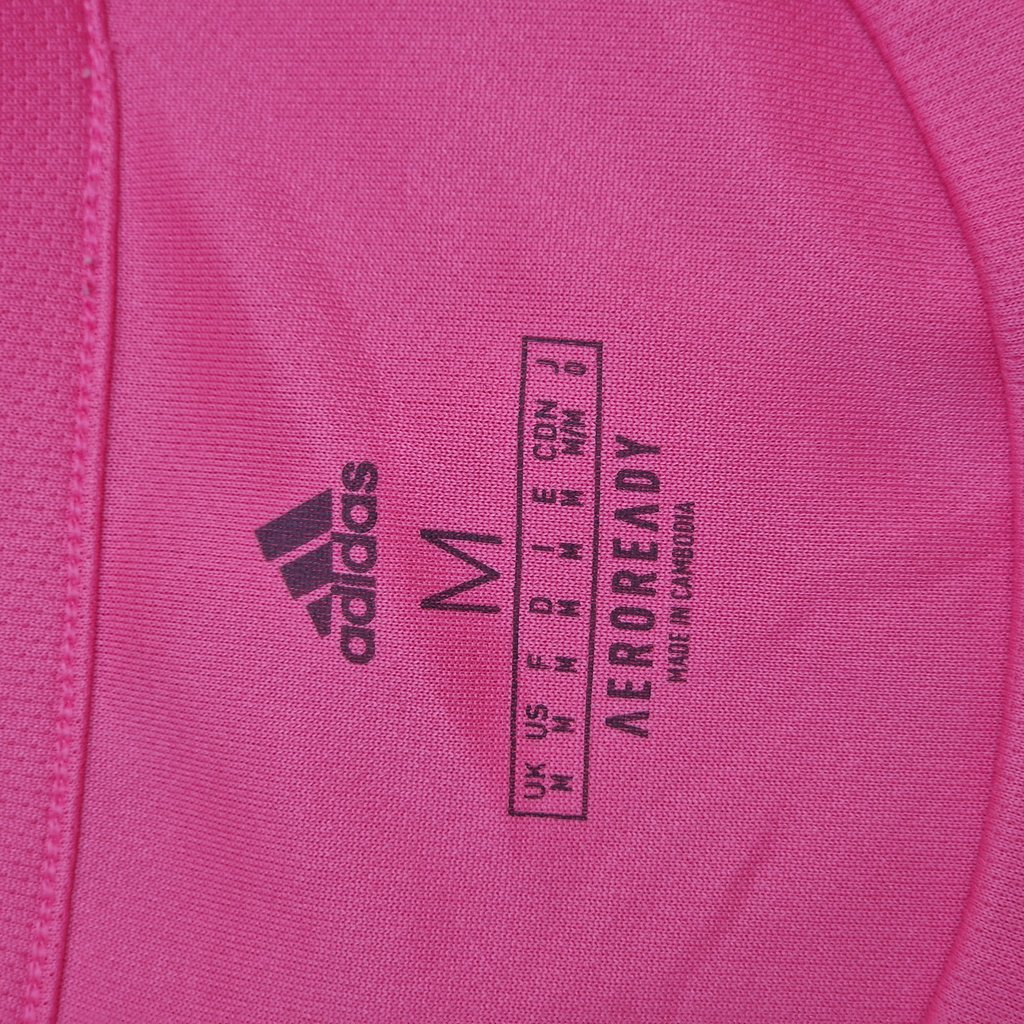 adidas
M
UK US F D I E CDN J
M M M M M M M/M O
AEROREADY
MADE IN CAMBODIA